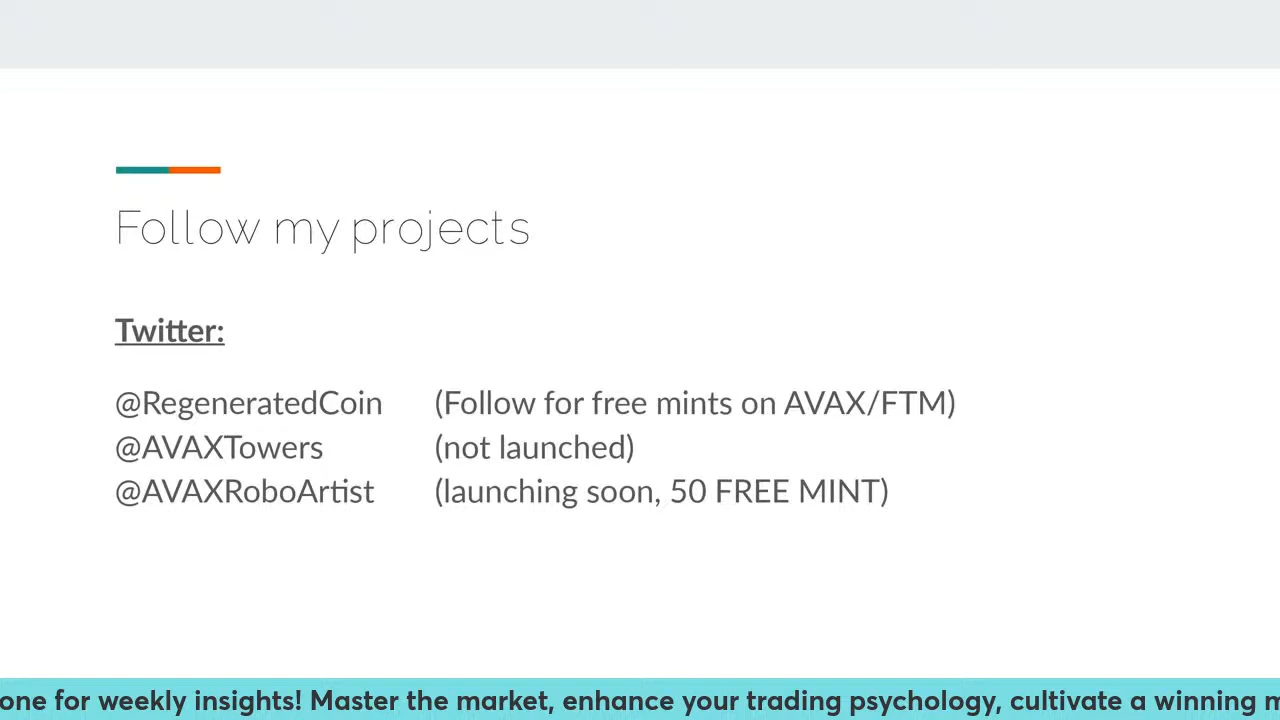 Follow my projects
Twitter:
@RegeneratedCoin (Follow for free mints on AVAX/FTM)
@AVAXTowers (not launched)
@AVAXRoboArtist (launching soon, 50 FREE MINT)
one for weekly insights! Master the market, enhance your trading psychology, cultivate a winning